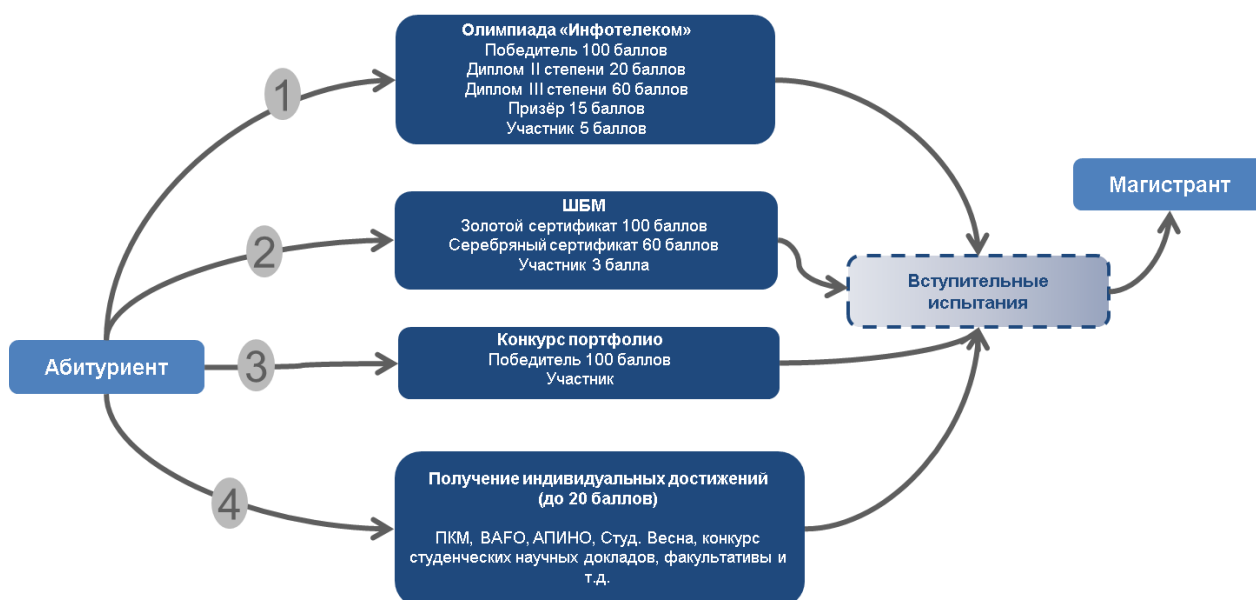 Олимпиада «Инфотелеком»
Победитель 100 баллов
Диплом II степени 20 баллов
Диплом III степени 60 баллов
Призёр 15 баллов
Участник 5 баллов
1
ШБМ
Золотой сертификат 100 баллов
Серебряный сертификат 60 баллов
Участник 3 балла
2
Магистрант
Вступительные
испытания
Абитуриент
3
Конкурс портфолио
Победитель 100 баллов
Участник
4
Получение индивидуальных достижений
(до 20 баллов)
ПКМ, BAFO, АПИНО, Студ. Весна, конкурс
студенческих научных докладов, факультативы и
т.д.